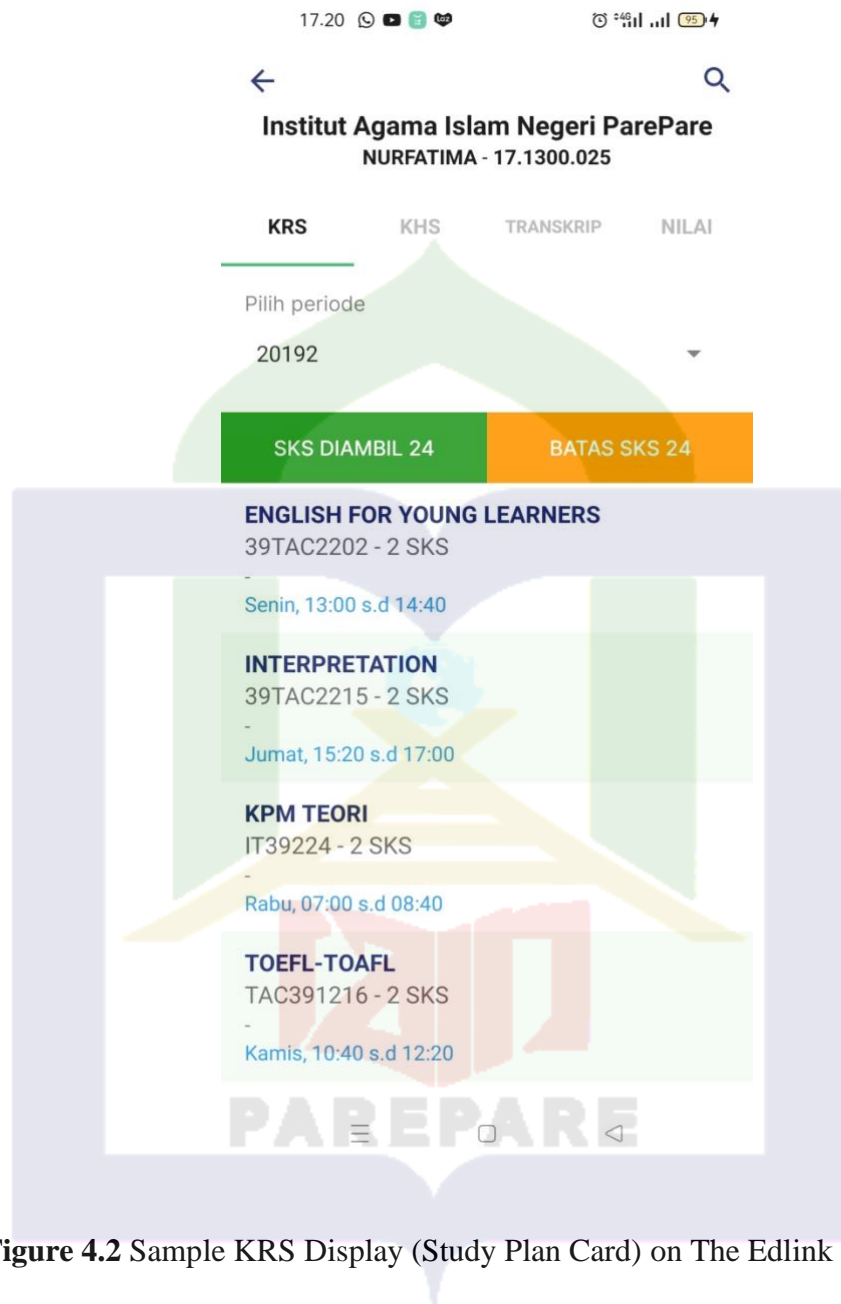 17.20
95
Institut Agama Islam Negeri ParePare
NURFATIMA - 17.1300.025
KRS KHS TRANSKRIP NILAI
Pilih periode
20192
SKS DIAMBIL 24 BATAS SKS 24
ENGLISH FOR YOUNG LEARNERS
39TAC2202 - 2 SKS
-
Senin, 13:00 s.d 14:40
INTERPRETATION
39TAC2215 - 2 SKS
-
Jumat, 15:20 s.d 17:00
KPM TEORI
IT39224 - 2 SKS
-
Rabu, 07:00 s.d 08:40
TOEFL-TOAFL
TAC391216 - 2 SKS
-
Kamis, 10:40 s.d 12:20
PAREPARE
igure 4.2 Sample KRS Display (Study Plan Card) on The Edlink